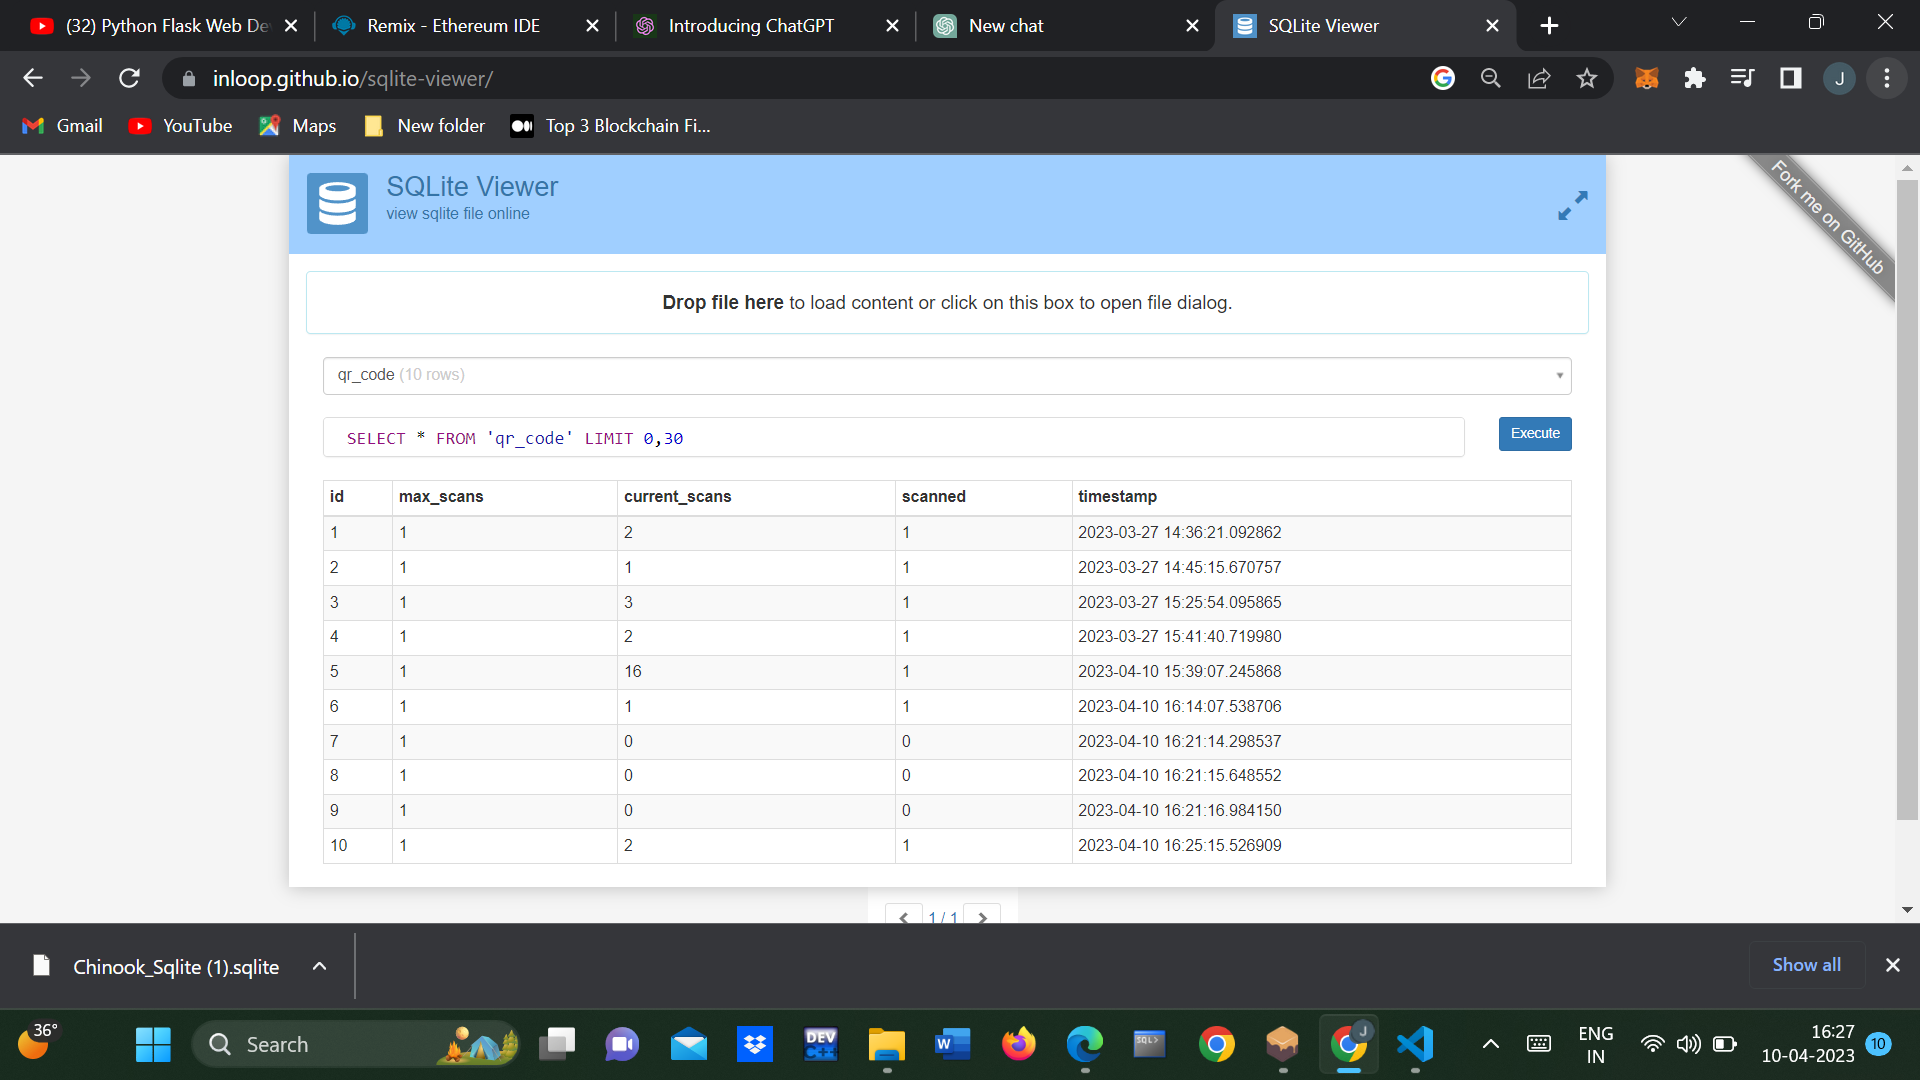 (32) Python Flask Web De
Remix - Ethereum IDE
Introducing ChatGPT
New chat
SQLite Viewer
inloop.github.io/sqlite-viewer/
J
Gmail
YouTube
Maps
New folder
Top 3 Blockchain Fi...
SQLite Viewer
view sqlite file online
Fork me on GitHub
Drop file here to load content or click on this box to open file dialog.
qr_code (10 rows)
SELECT * FROM 'qr_code' LIMIT 0,30
Execute
id max_scans current_scans scanned timestamp
1 1 2 1 2023-03-27 14:36:21.092862
2 1 1 1 2023-03-27 14:45:15.670757
3 1 3 1 2023-03-27 15:25:54.095865
4 1 2 1 2023-03-27 15:41:40.719980
5 1 16 1 2023-04-10 15:39:07.245868
6 1 1 1 2023-04-10 16:14:07.538706
7 1 0 0 2023-04-10 16:21:14.298537
8 1 0 0 2023-04-10 16:21:15.648552
9 1 0 0 2023-04-10 16:21:16.984150
10 1 2 1 2023-04-10 16:25:15.526909
1 / 1
Chinook_Sqlite (1).sqlite
Show all
36°
Search
DEV
C++
W
SQL>
J
ENG
IN
16:27
10-04-2023
10